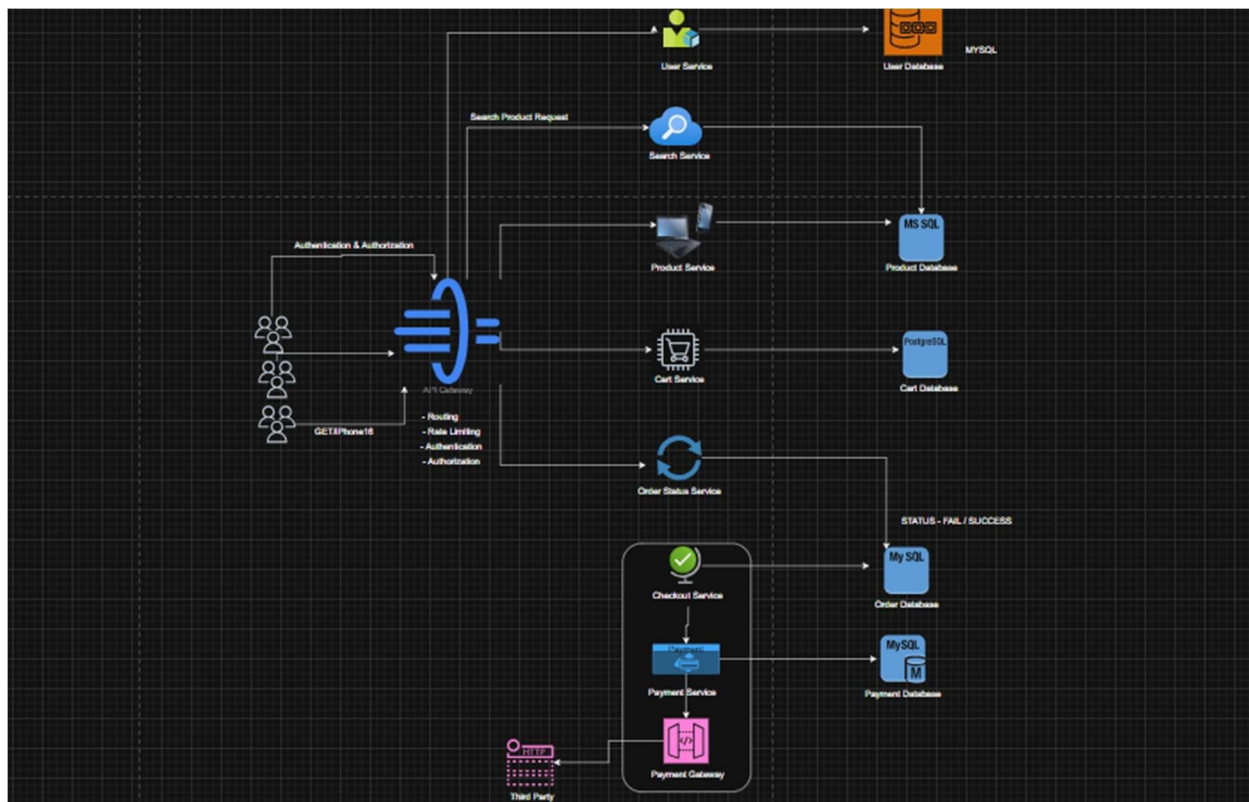 User Service
User Database
MYSQL
Search Product Request
Search Service
MS SQL
Product Service
Product Database
Authentication & Authorization
PostgreSQL
API Gateway
Cert Service
Cart Database
GET/iPhone16
- Routing
- Rate Limiting
- Authentication
- Authorization
Order Status Service
STATUS - FAIL / SUCCESS
My SQL
Checkout Service
Order Database
Payment
MySQL
M
Payment Service
Payment Database
HTTP
Payment Gateway
Third Party